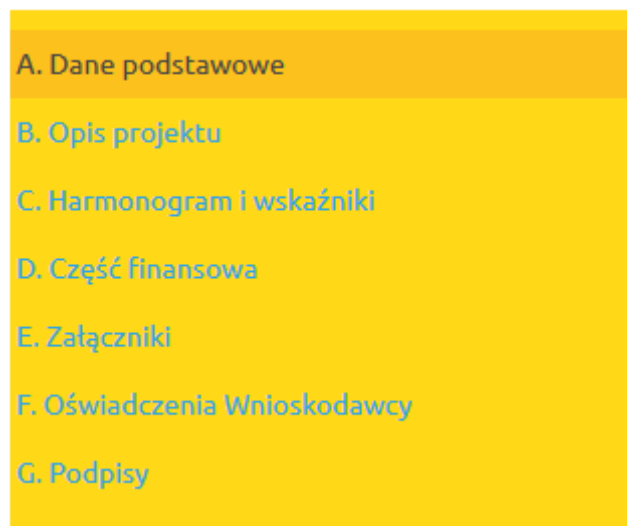 A. Dane podstawowe
B. Opis projektu
C. Harmonogram i wskaźniki
D. Część finansowa
E. Załączniki
F. Oświadczenia Wnioskodawcy
G. Podpisy